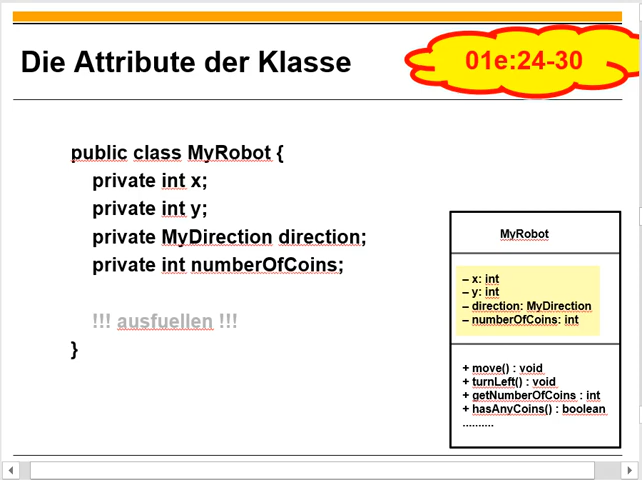 Die Attribute der Klasse
01e:24-30
public class MyRobot {
private int x;
private int y;
private MyDirection direction;
private int numberOfCoins;
!!! ausfuellen !!!
}
MyRobot
– x: int
– y: int
– direction: MyDirection
– numberOfCoins: int
+ move() : void
+ turnLeft() : void
+ getNumberOfCoins : int
+ hasAnyCoins() : boolean
..........